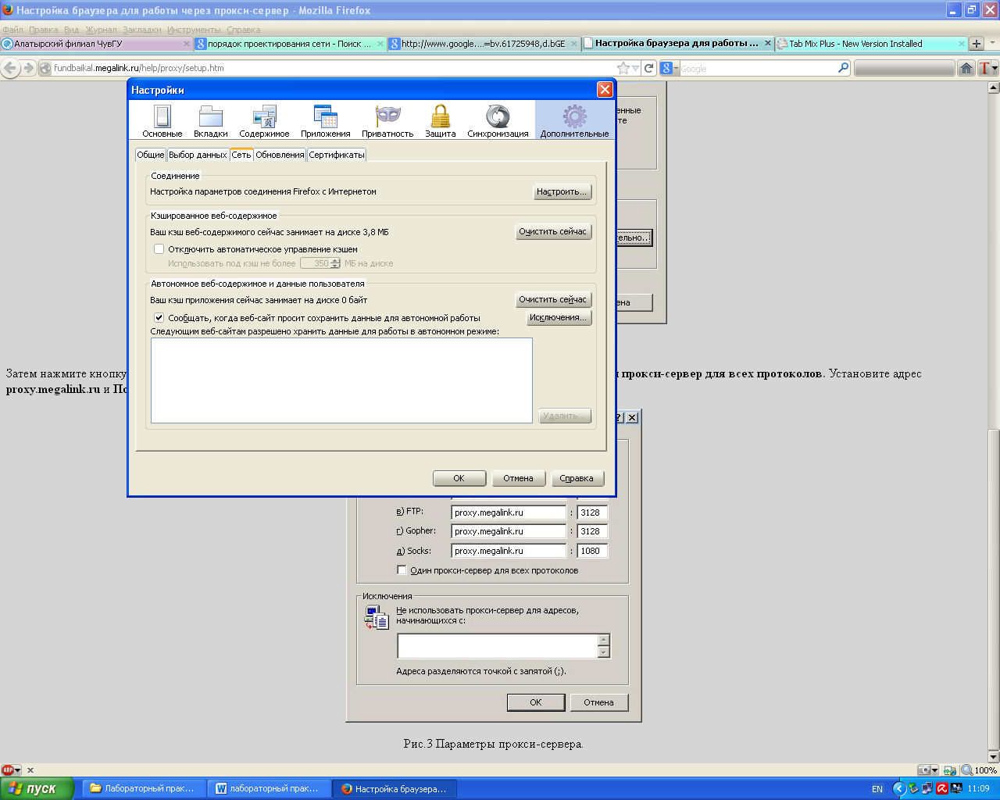 Настройка браузера для работы через прокси-сервер - Mozilla Firefox
Файл Правка Вид Журнал Закладки Инструменты Справка
Алатырский филиал ЧувГУ
порядок проектирования сети - Поиск ...
http://www.google....=bv.61725948,d.bGE
Настройка браузера для работы ...
Tab Mix Plus - New Version Installed
fundbaikal.megalink.ru/help/proxy/setup.htm
Google
Настройки
Основные Вкладки Содержимое Приложения Приватность Защита Синхронизация Дополнительные
Общие Выбор данных Сеть Обновления Сертификаты
Соединение
Настройка параметров соединения Firefox с Интернетом
Настроить...
Кэшированное веб-содержимое
Ваш кэш веб-содержимого сейчас занимает на диске 3,8 МБ
Очистить сейчас
Отключить автоматическое управление кэшем
Использовать под кэш не более 350 МБ на диске
Автономное веб-содержимое и данные пользователя
Ваш кэш приложения сейчас занимает на диске 0 байт
Очистить сейчас
Сообщать, когда веб-сайт просит сохранить данные для автономной работы
Исключения...
Следующим веб-сайтам разрешено хранить данные для работы в автономном режиме:
Удалить...
OK Отмена Справка
енные
те
ельно...
ена
Затем нажмите кнопку
прокси-сервер для всех протоколов. Установите адрес
proxy.megalink.ru и По
в) FTP: proxy.megalink.ru : 3128
г) Gopher: proxy.megalink.ru : 3128
д) Socks: proxy.megalink.ru : 1080
Один прокси-сервер для всех протоколов
Исключения
Не использовать прокси-сервер для адресов,
начинающихся с:
Адреса разделяются точкой с запятой (;).
OK Отмена
Рис.3 Параметры прокси-сервера.
ABP
100%
пуск
Лабораторный прак...
лабораторный прак...
Настройка браузера...
EN
11:09